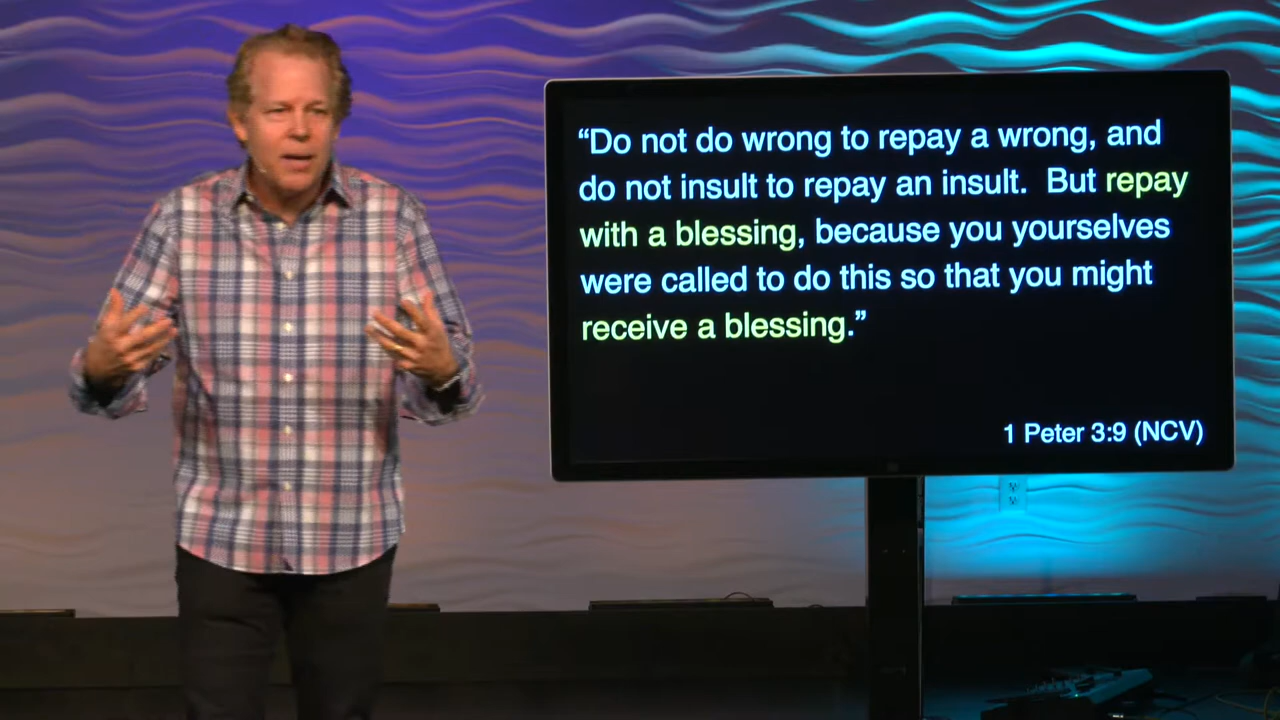 “Do not do wrong to repay a wrong, and
do not insult to repay an insult.  But repay
with a blessing, because you yourselves
were called to do this so that you might
receive a blessing.”
1 Peter 3:9 (NCV)